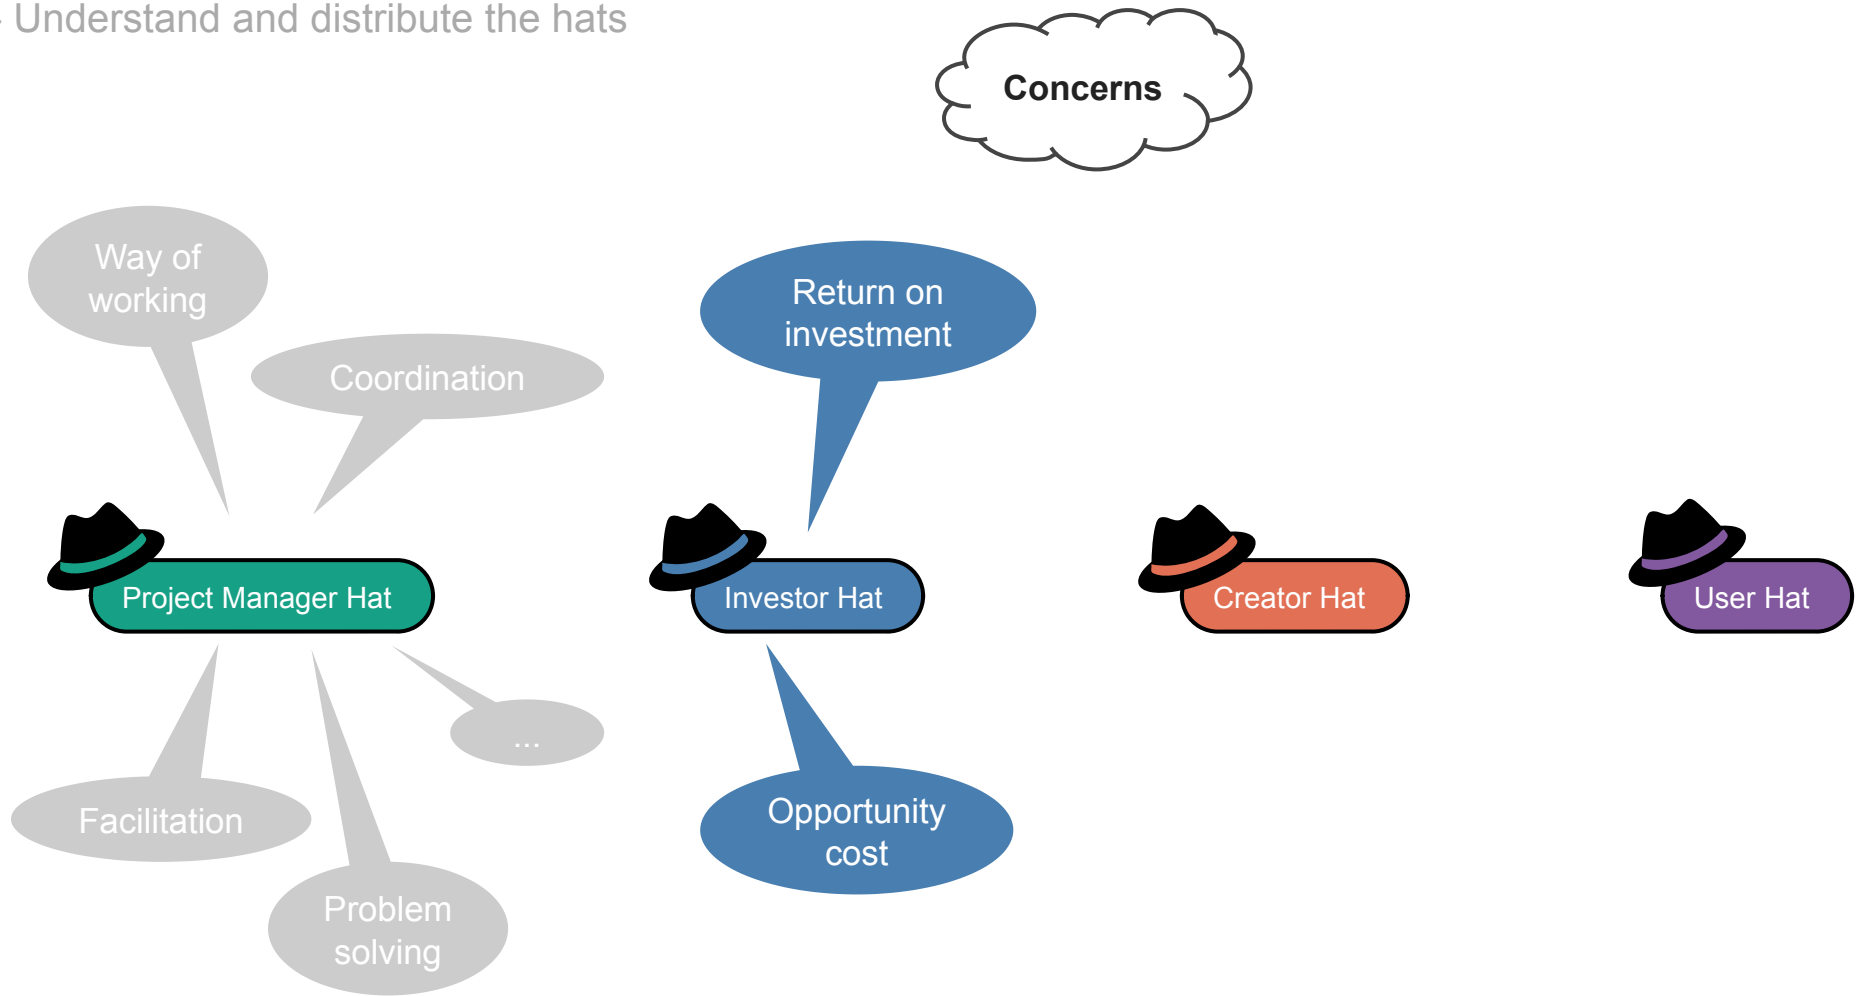 - Understand and distribute the hats
Concerns
Way of
working
Coordination
Return on
investment
Project Manager Hat
Investor Hat
Creator Hat
User Hat
...
Facilitation
Opportunity
cost
Problem
solving